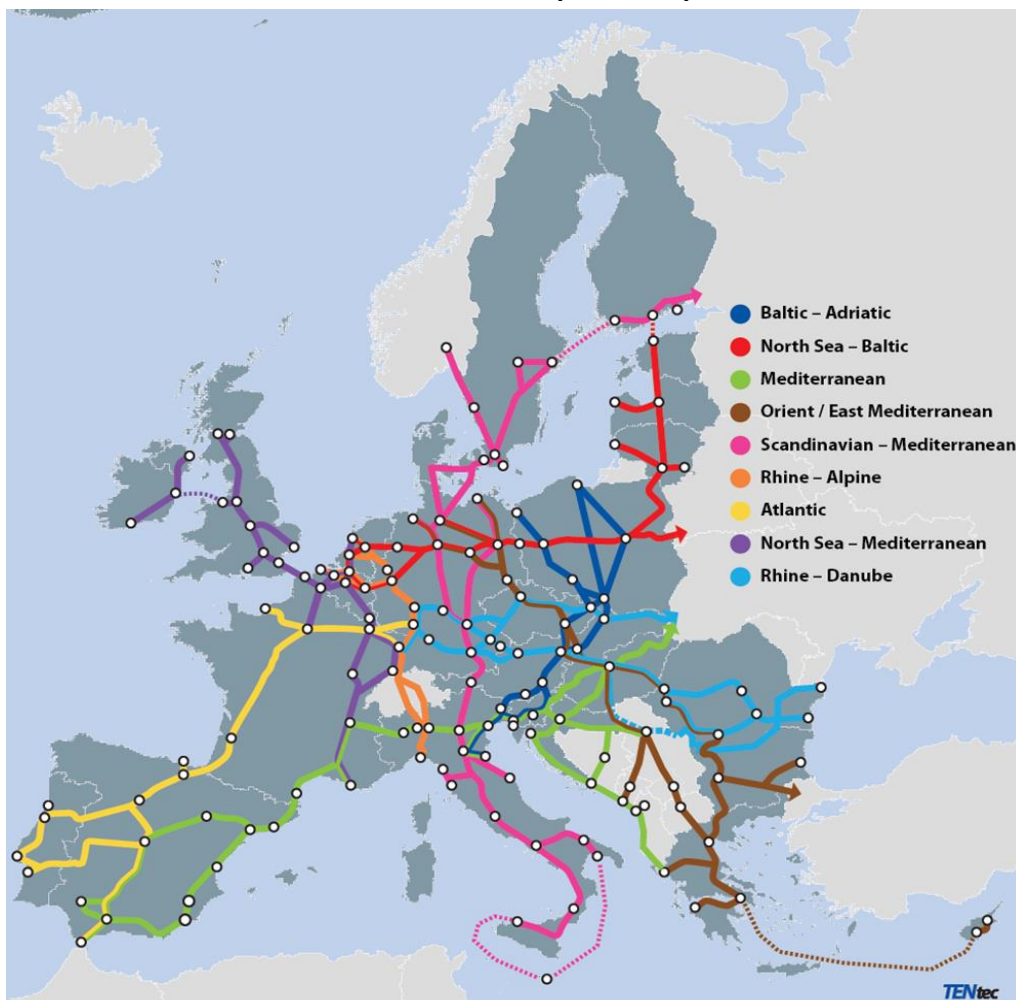 Baltic – Adriatic
North Sea – Baltic
Mediterranean
Orient / East Mediterranean
Scandinavian – Mediterranean
Rhine – Alpine
Atlantic
North Sea – Mediterranean
Rhine – Danube
TENtec